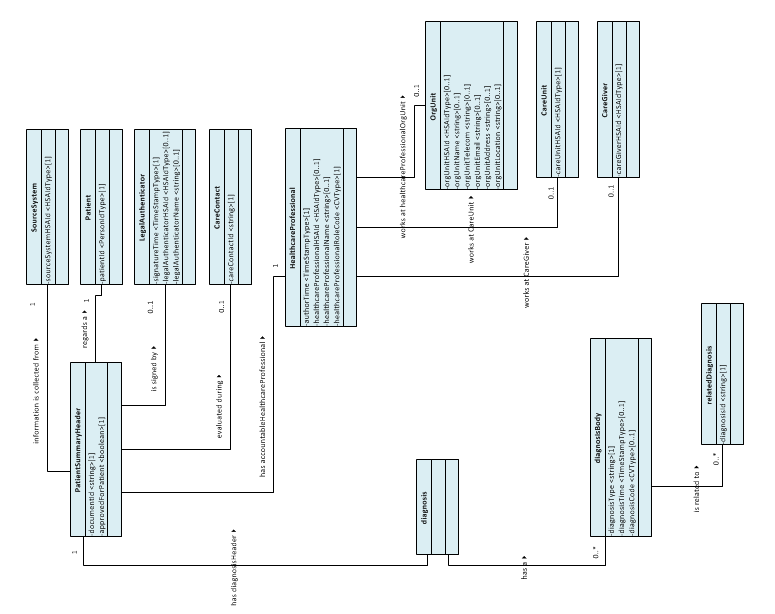 SourceSystem
-sourceSystemHSAId <HSAIdType>[1]
Patient
-patientId <PersonIdType>[1]
LegalAuthenticator
-signatureTime <TimeStampType>[1]
-legalAuthenticatorHSAId <HSAIdType>[0..1]
-legalAuthenticatorName <string>[0..1]
CareContact
-careContactId <string>[1]
HealthcareProfessional
-authorTime <TimeStampType>[1]
-healthcareProfessionalHSAId <HSAIdType>[0..1]
-healthcareProfessionalName <string>[0..1]
-healthcareProfessionalRoleCode <CVType>[1]
OrgUnit
-orgUnitHSAId <HSAIdType>[0..1]
-orgUnitName <string>[0..1]
-orgUnitTelecom <string>[0..1]
-orgUnitEmail <string>[0..1]
-orgUnitAddress <string>[0..1]
-orgUnitLocation <string>[0..1]
CareUnit
-careUnitHSAId <HSAIdType>[1]
CareGiver
-careGiverHSAId <HSAIdType>[1]
1
information is collected from
1
regards a
0..1
is signed by
0..1
evaluated during
1
has accountableHealthcareProfessional
0..1
works at healthcareProfessionalOrgUnit
0..1
works at CareUnit
0..1
works at CareGiver
PatientSummaryHeader
-documentId <string>[1]
-approvedForPatient <boolean>[1]
1
has diagnosisHeader
diagnosis
has a
0..*
diagnosisBody
-diagnosisType <string>[1]
-diagnosisTime <TimeStampType>[0..1]
-diagnosisCode <CVType>[0..1]
is related to
0..*
relatedDiagnosis
-diagnosisId <string>[1]